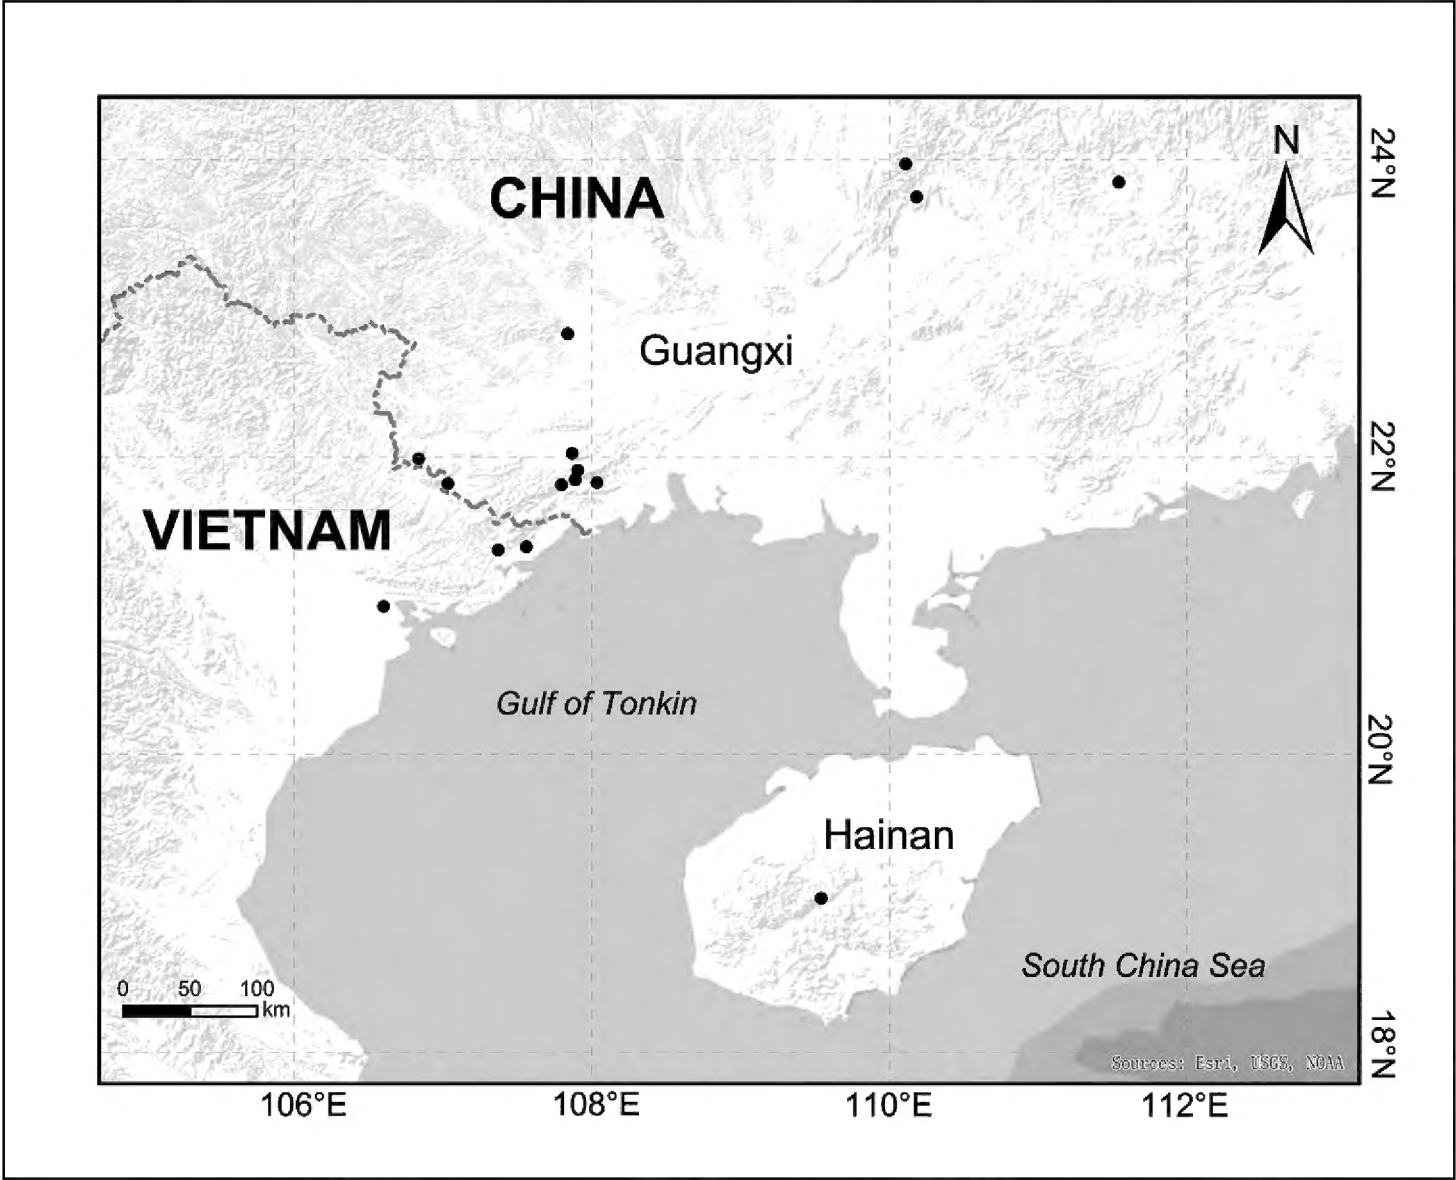 N
24°N
CHINA
Guangxi
22°N
VIETNAM
Gulf of Tonkin
20°N
Hainan
South China Sea
0 50 100
km
18°N
Sources: Esri, USGS, NOAA
106°E 108°E 110°E 112°E